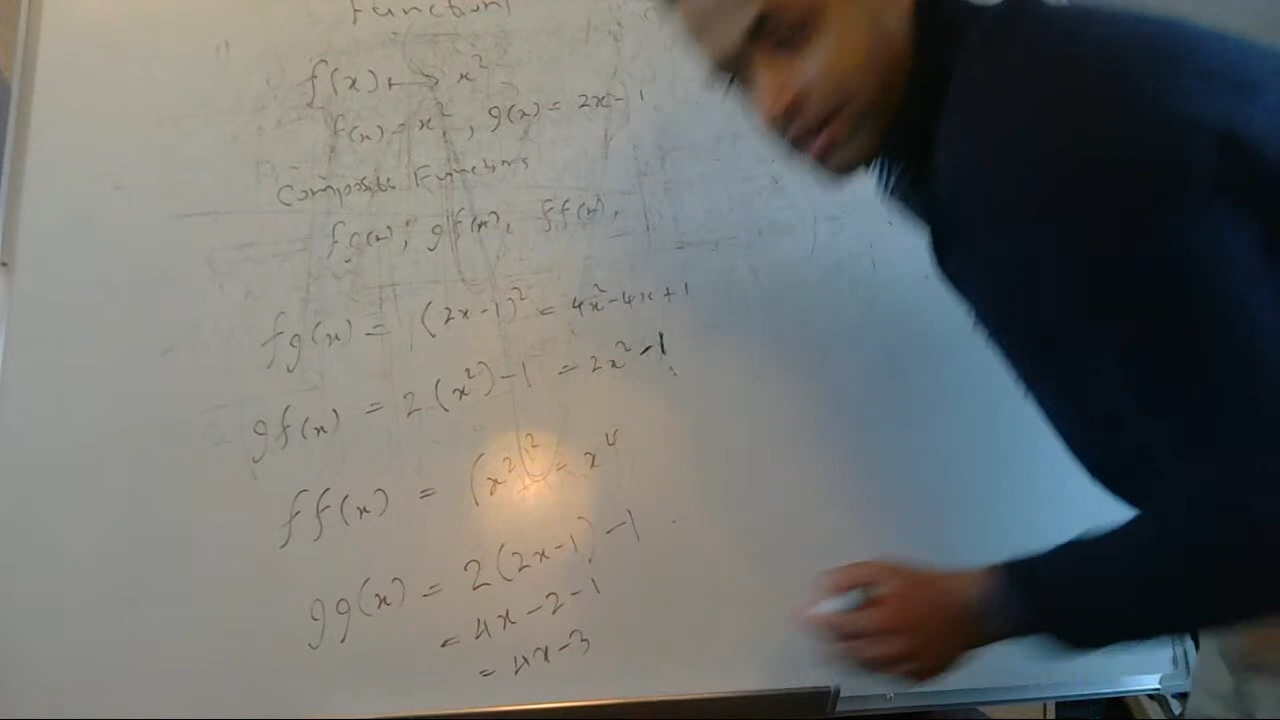 Function
f(x) ↦ x²
f(x) = x², g(x) = 2x-1
Composite Functions
fg(x), gf(x), ff(x),
fg(x) = (2x-1)² = 4x²-4x+1
gf(x) = 2(x²)-1 = 2x²-1
ff(x) = (x²)² = x⁴
gg(x) = 2(2x-1)-1
= 4x-2-1
= 4x-3